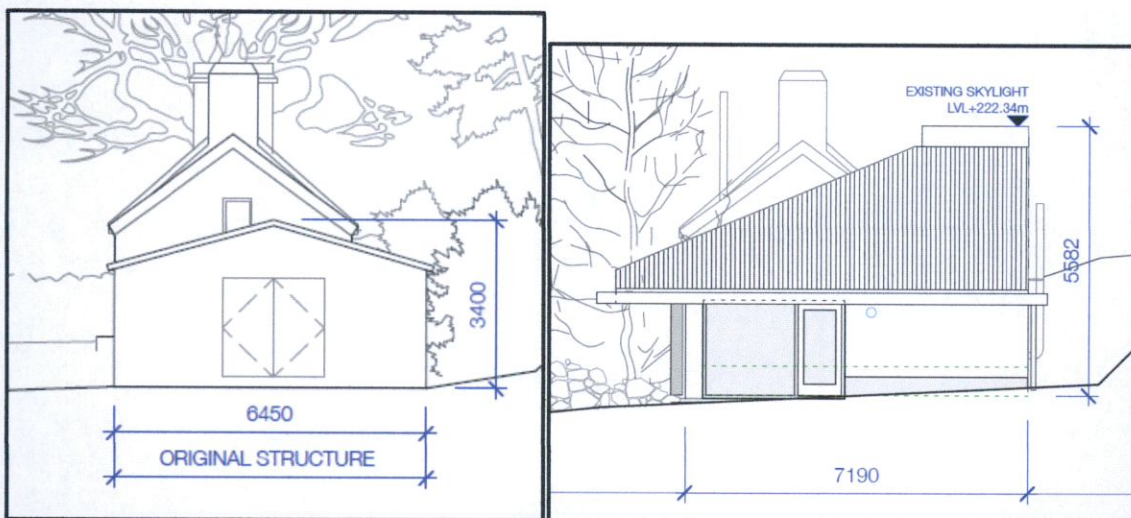 3400
6450
ORIGINAL STRUCTURE
EXISTING SKYLIGHT
LVL+222.34m
5582
7190